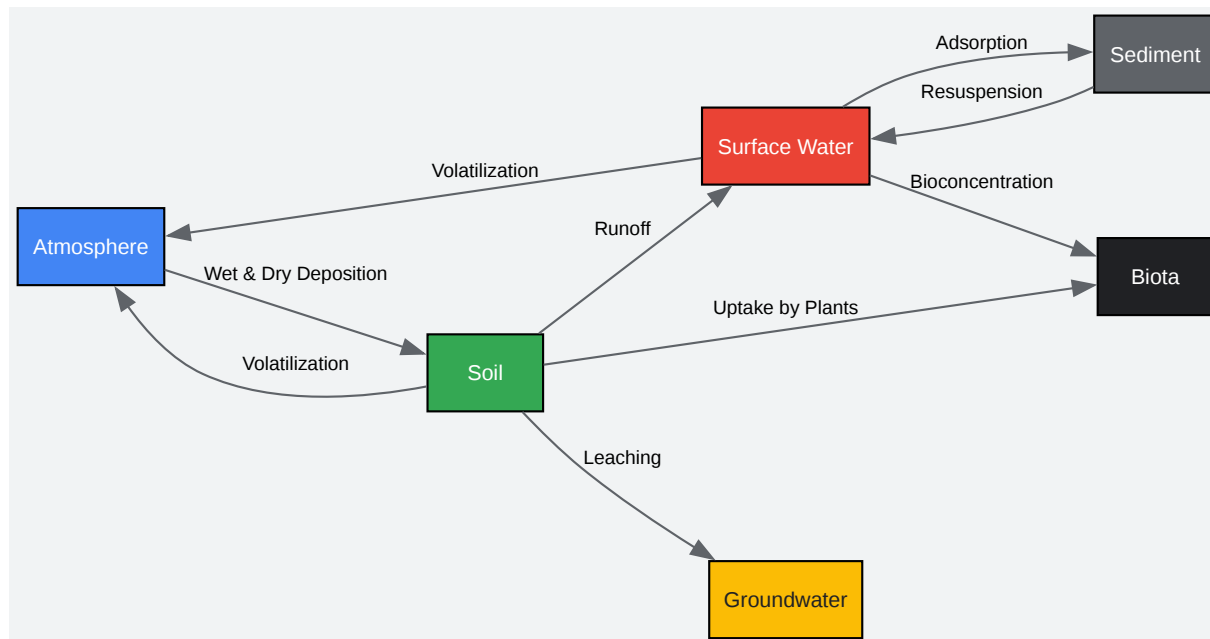 Adsorption
Sediment
Resuspension
Surface Water
Volatilization
Bioconcentration
Runoff
Atmosphere
Wet & Dry Deposition
Biota
Uptake by Plants
Volatilization
Soil
Leaching
Groundwater